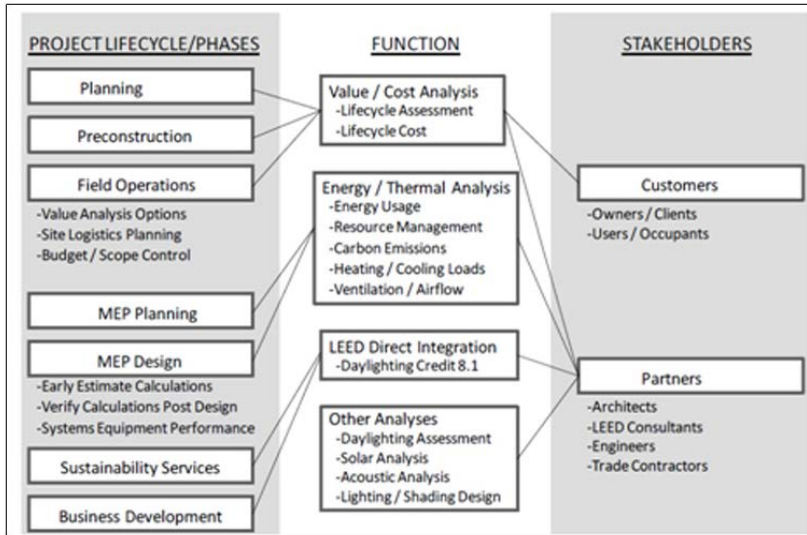 PROJECT LIFECYCLE/PHASES
Planning
Preconstruction
Field Operations
-Value Analysis Options
-Site Logistics Planning
-Budget / Scope Control
MEP Planning
MEP Design
-Early Estimate Calculations
-Verify Calculations Post Design
-Systems Equipment Performance
Sustainability Services
Business Development
FUNCTION
Value / Cost Analysis
-Lifecycle Assessment
-Lifecycle Cost
Energy / Thermal Analysis
-Energy Usage
-Resource Management
-Carbon Emissions
-Heating / Cooling Loads
-Ventilation / Airflow
LEED Direct Integration
-Daylighting Credit 8.1
Other Analyses
-Daylighting Assessment
-Solar Analysis
-Acoustic Analysis
-Lighting / Shading Design
STAKEHOLDERS
Customers
-Owners / Clients
-Users / Occupants
Partners
-Architects
-LEED Consultants
-Engineers
-Trade Contractors